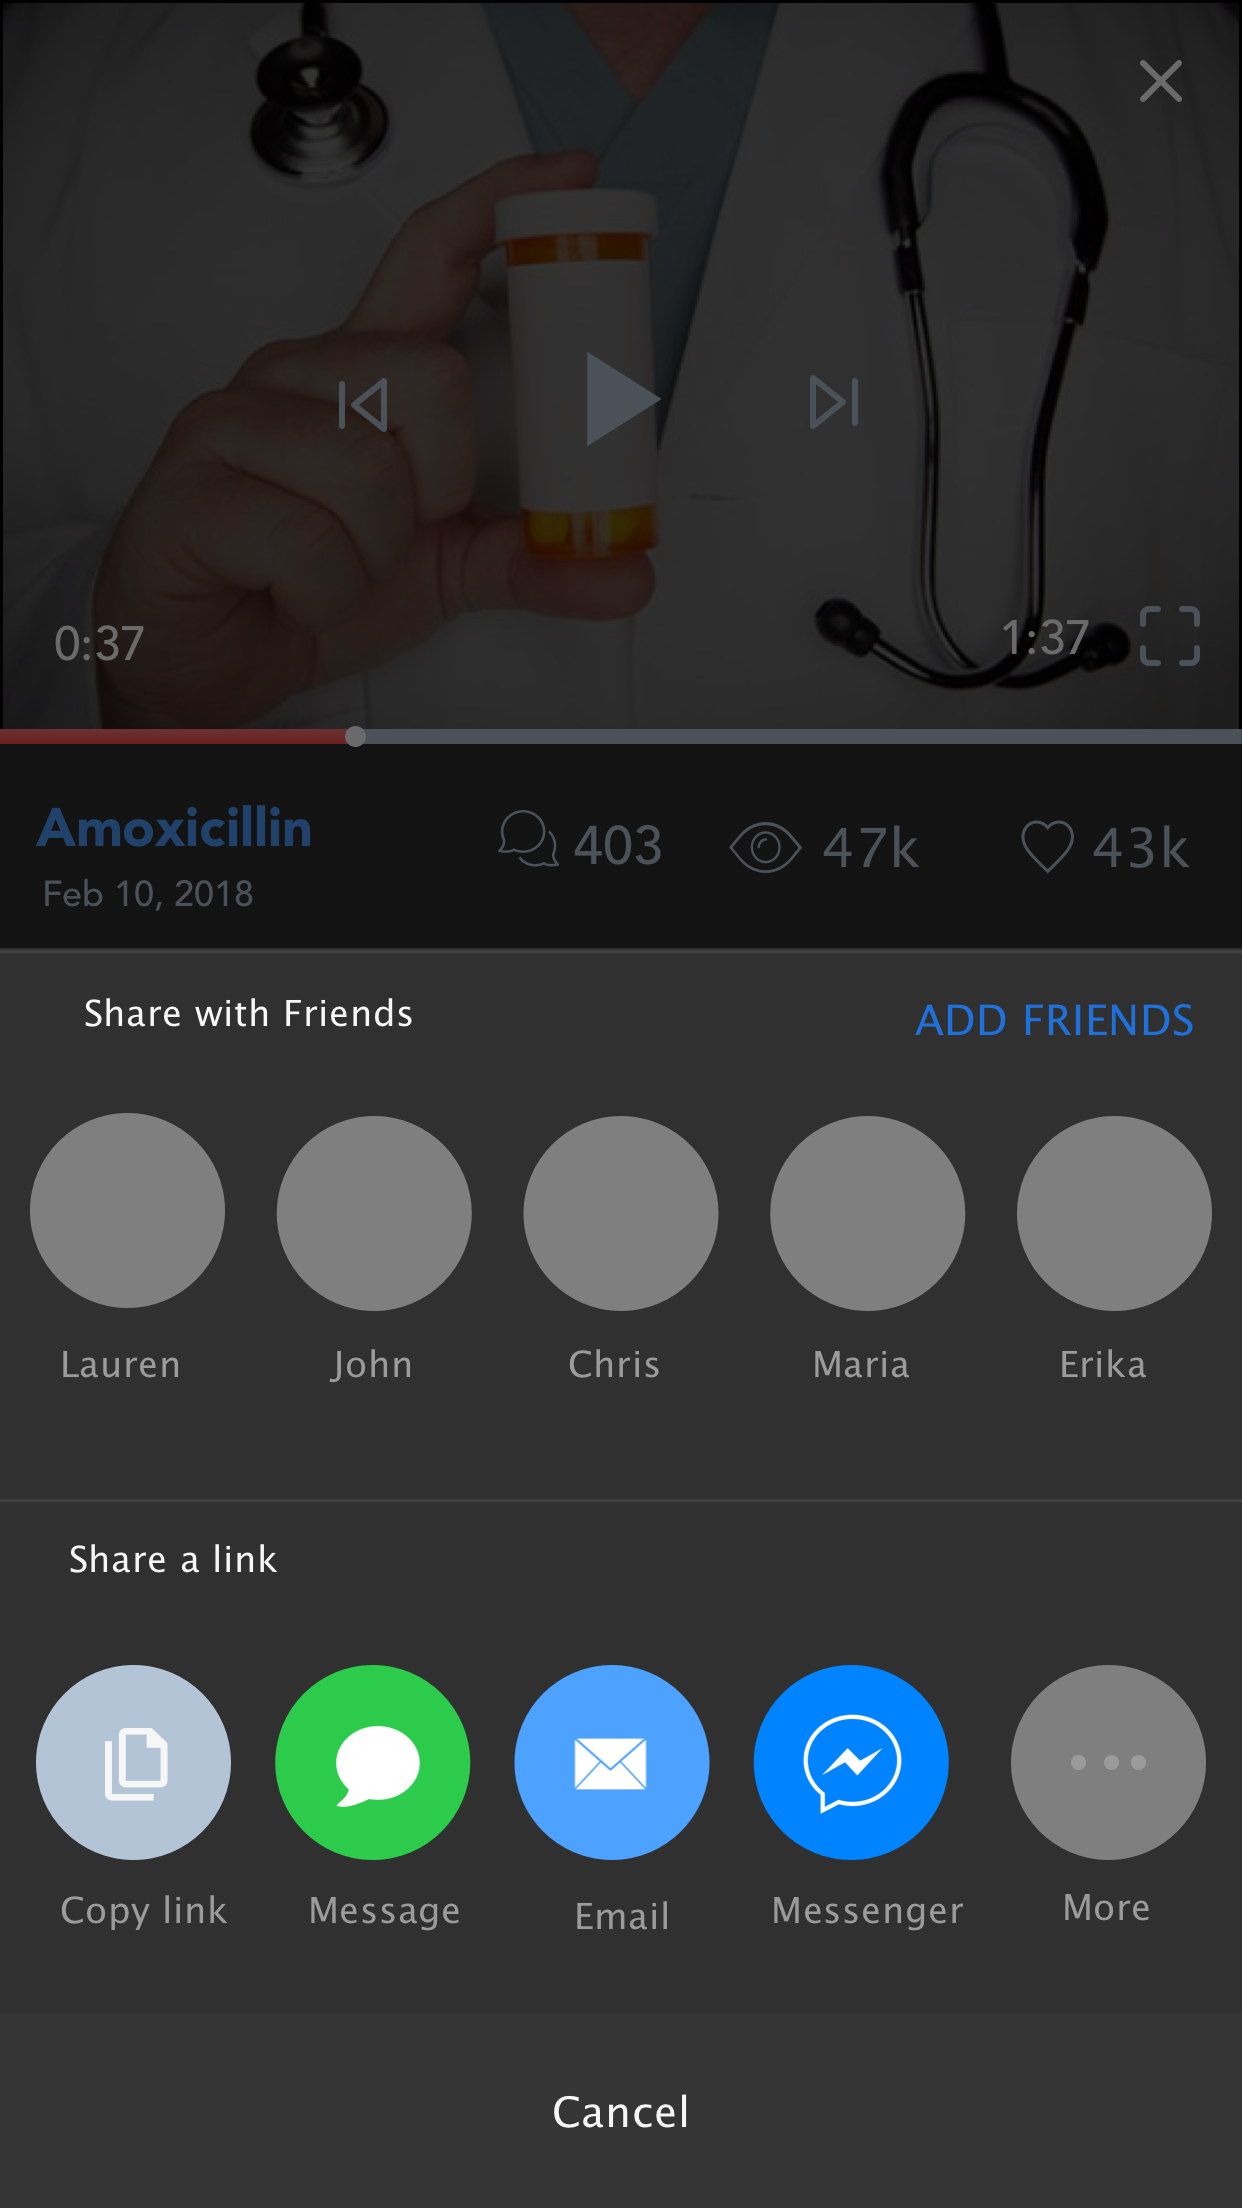 0:37
1:37
Amoxicillin
403
47k
43k
Feb 10, 2018
Share with Friends
ADD FRIENDS
Lauren
John
Chris
Maria
Erika
Share a link
Copy link
Message
Email
Messenger
More
Cancel